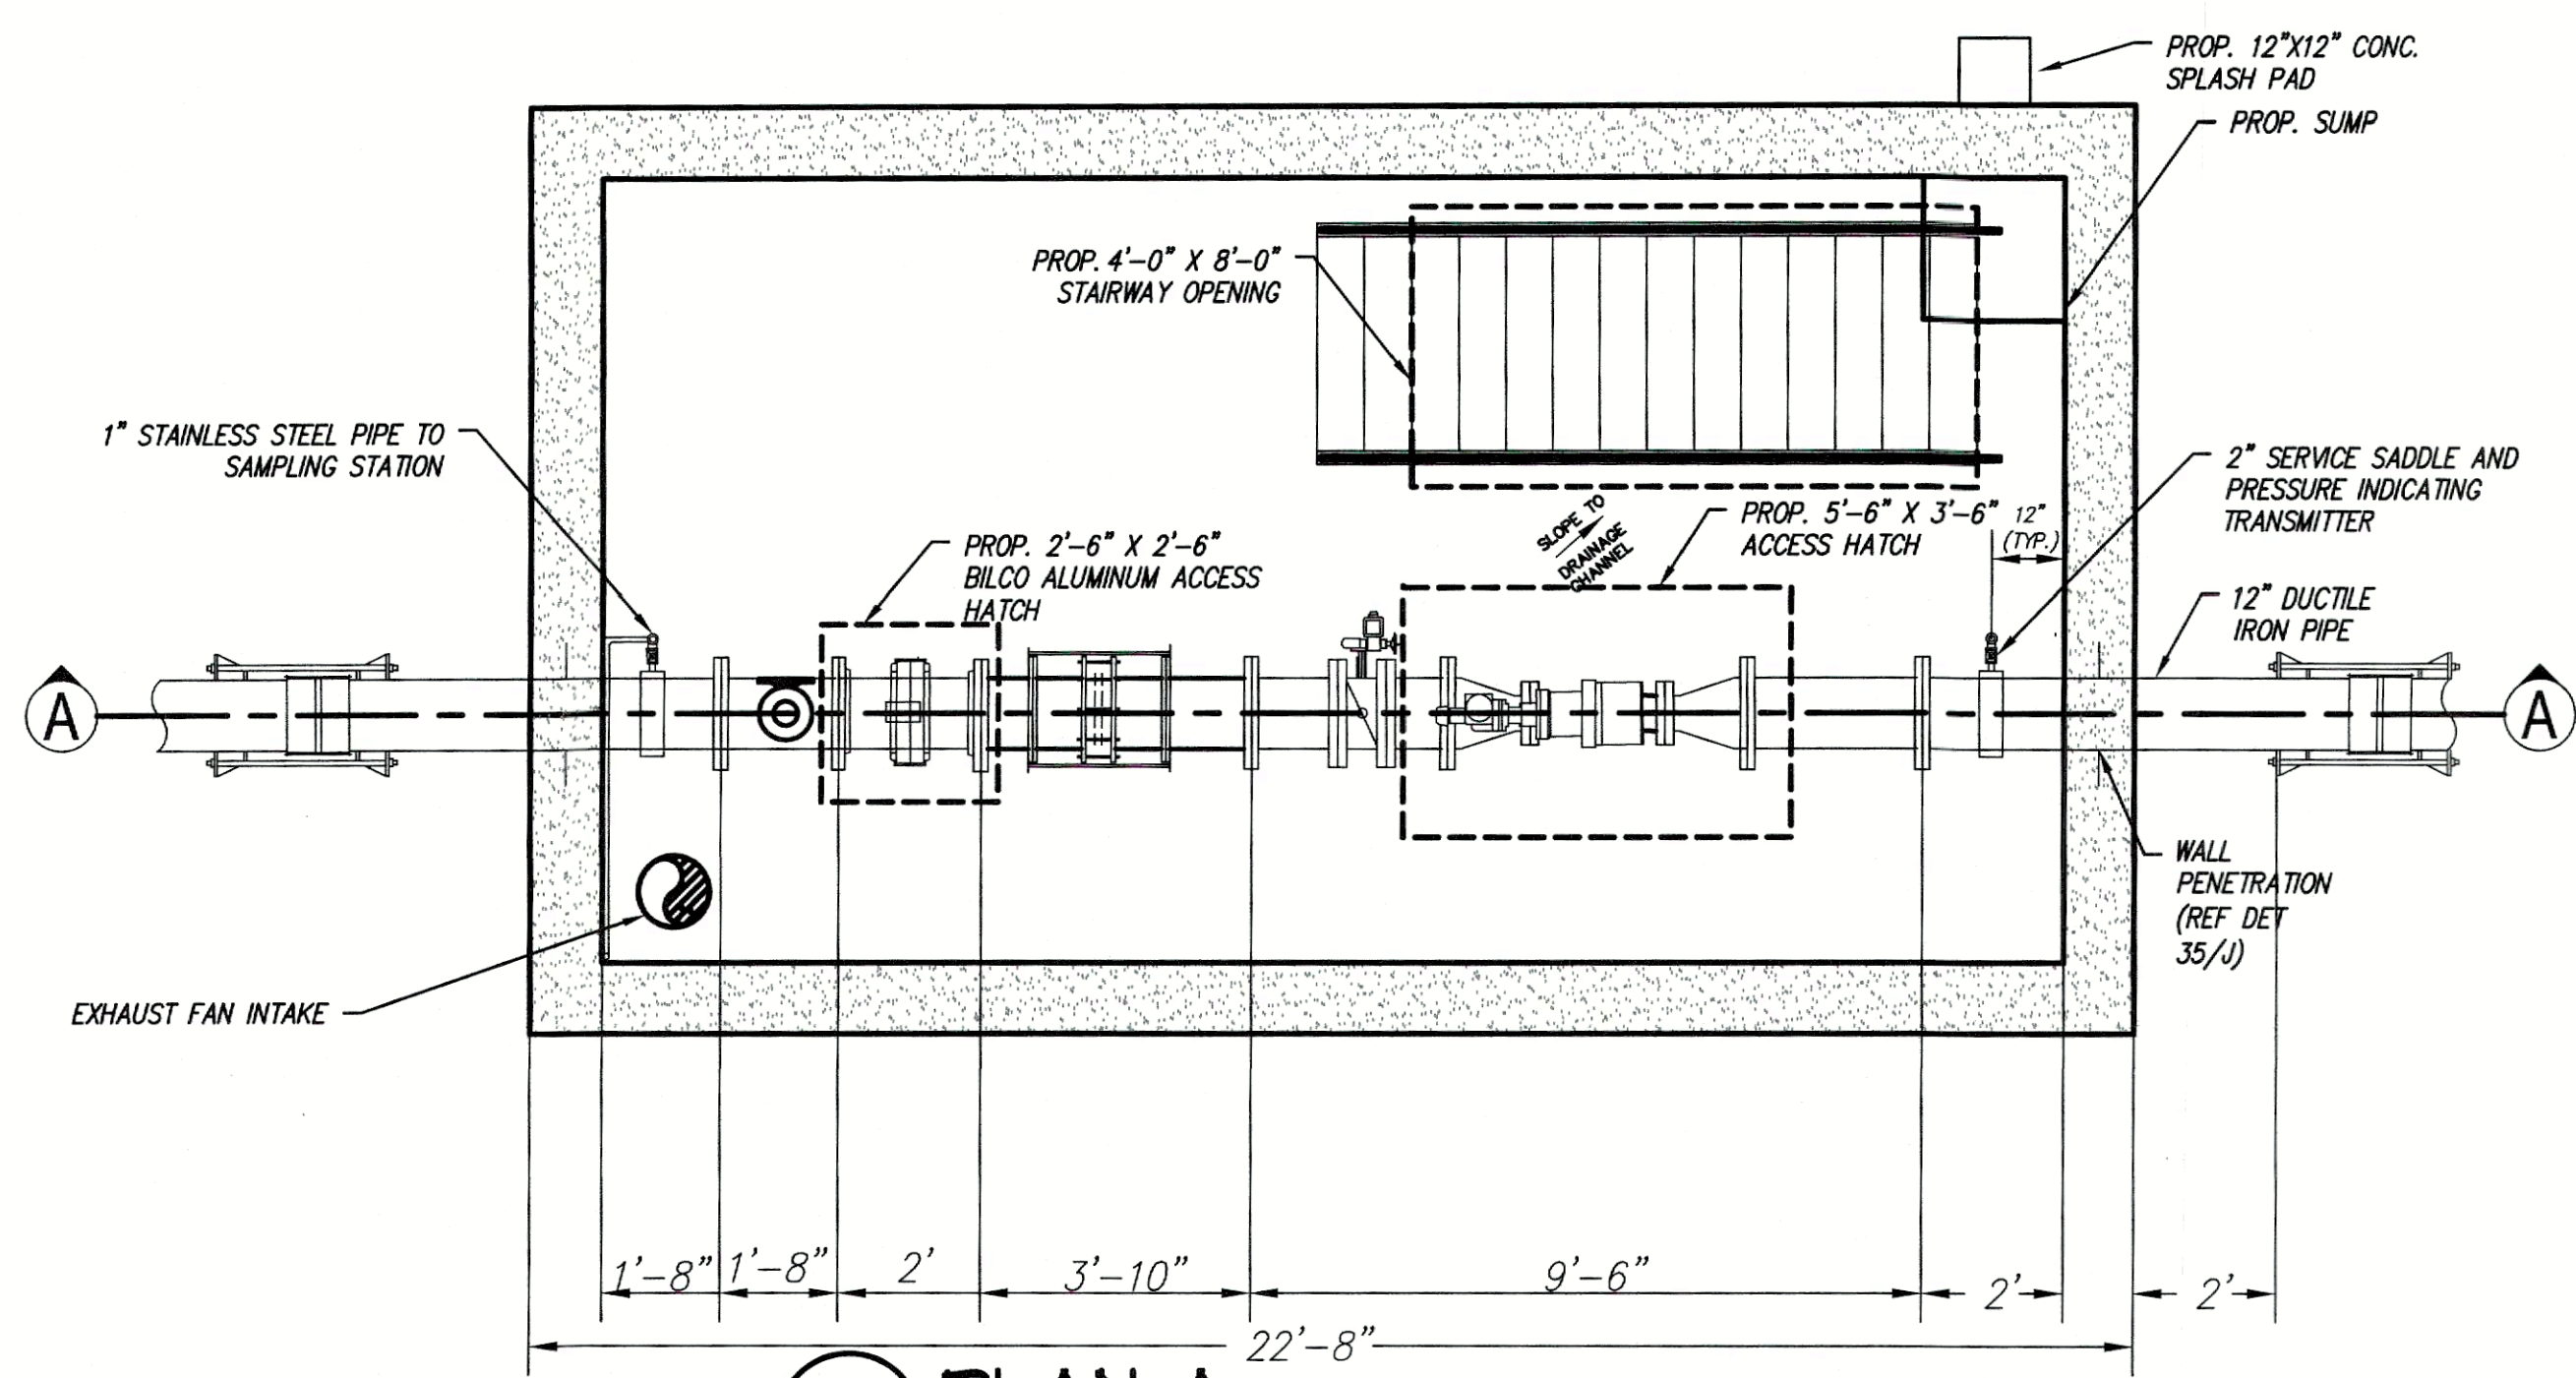 PROP. 12"X12" CONC.
SPLASH PAD
PROP. SUMP
PROP. 4'-0" X 8'-0"
STAIRWAY OPENING
1" STAINLESS STEEL PIPE TO
SAMPLING STATION
2" SERVICE SADDLE AND
PRESSURE INDICATING
TRANSMITTER
SLOPE TO
DRAINAGE
CHANNEL
PROP. 5'-6" X 3'-6"
ACCESS HATCH
12"
(TYP.)
PROP. 2'-6" X 2'-6"
BILCO ALUMINUM ACCESS
HATCH
12" DUCTILE
IRON PIPE
A
A
WALL
PENETRATION
(REF DET
35/J)
EXHAUST FAN INTAKE
1'-8"
1'-8"
2'
3'-10"
9'-6"
2'
2'
22'-8"